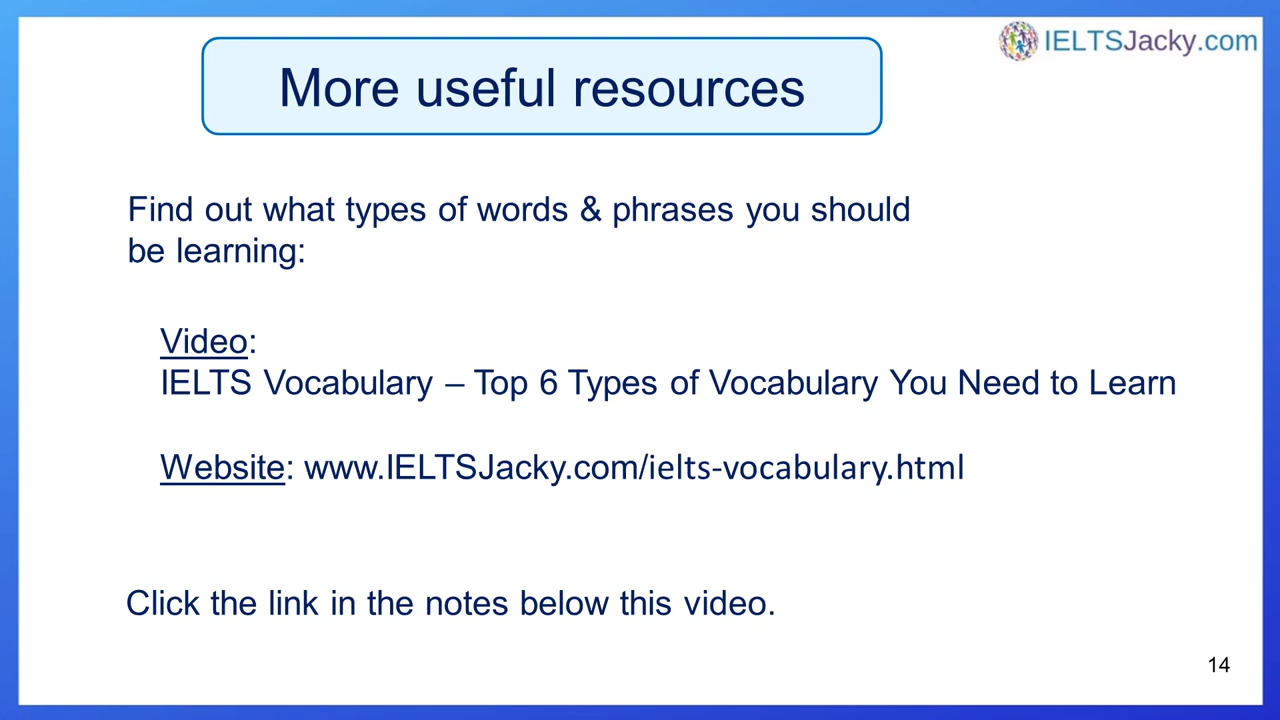 IELTSJacky.com
More useful resources
Find out what types of words & phrases you should
be learning:
Video:
IELTS Vocabulary – Top 6 Types of Vocabulary You Need to Learn
Website: www.IELTSJacky.com/ielts-vocabulary.html
Click the link in the notes below this video.
14